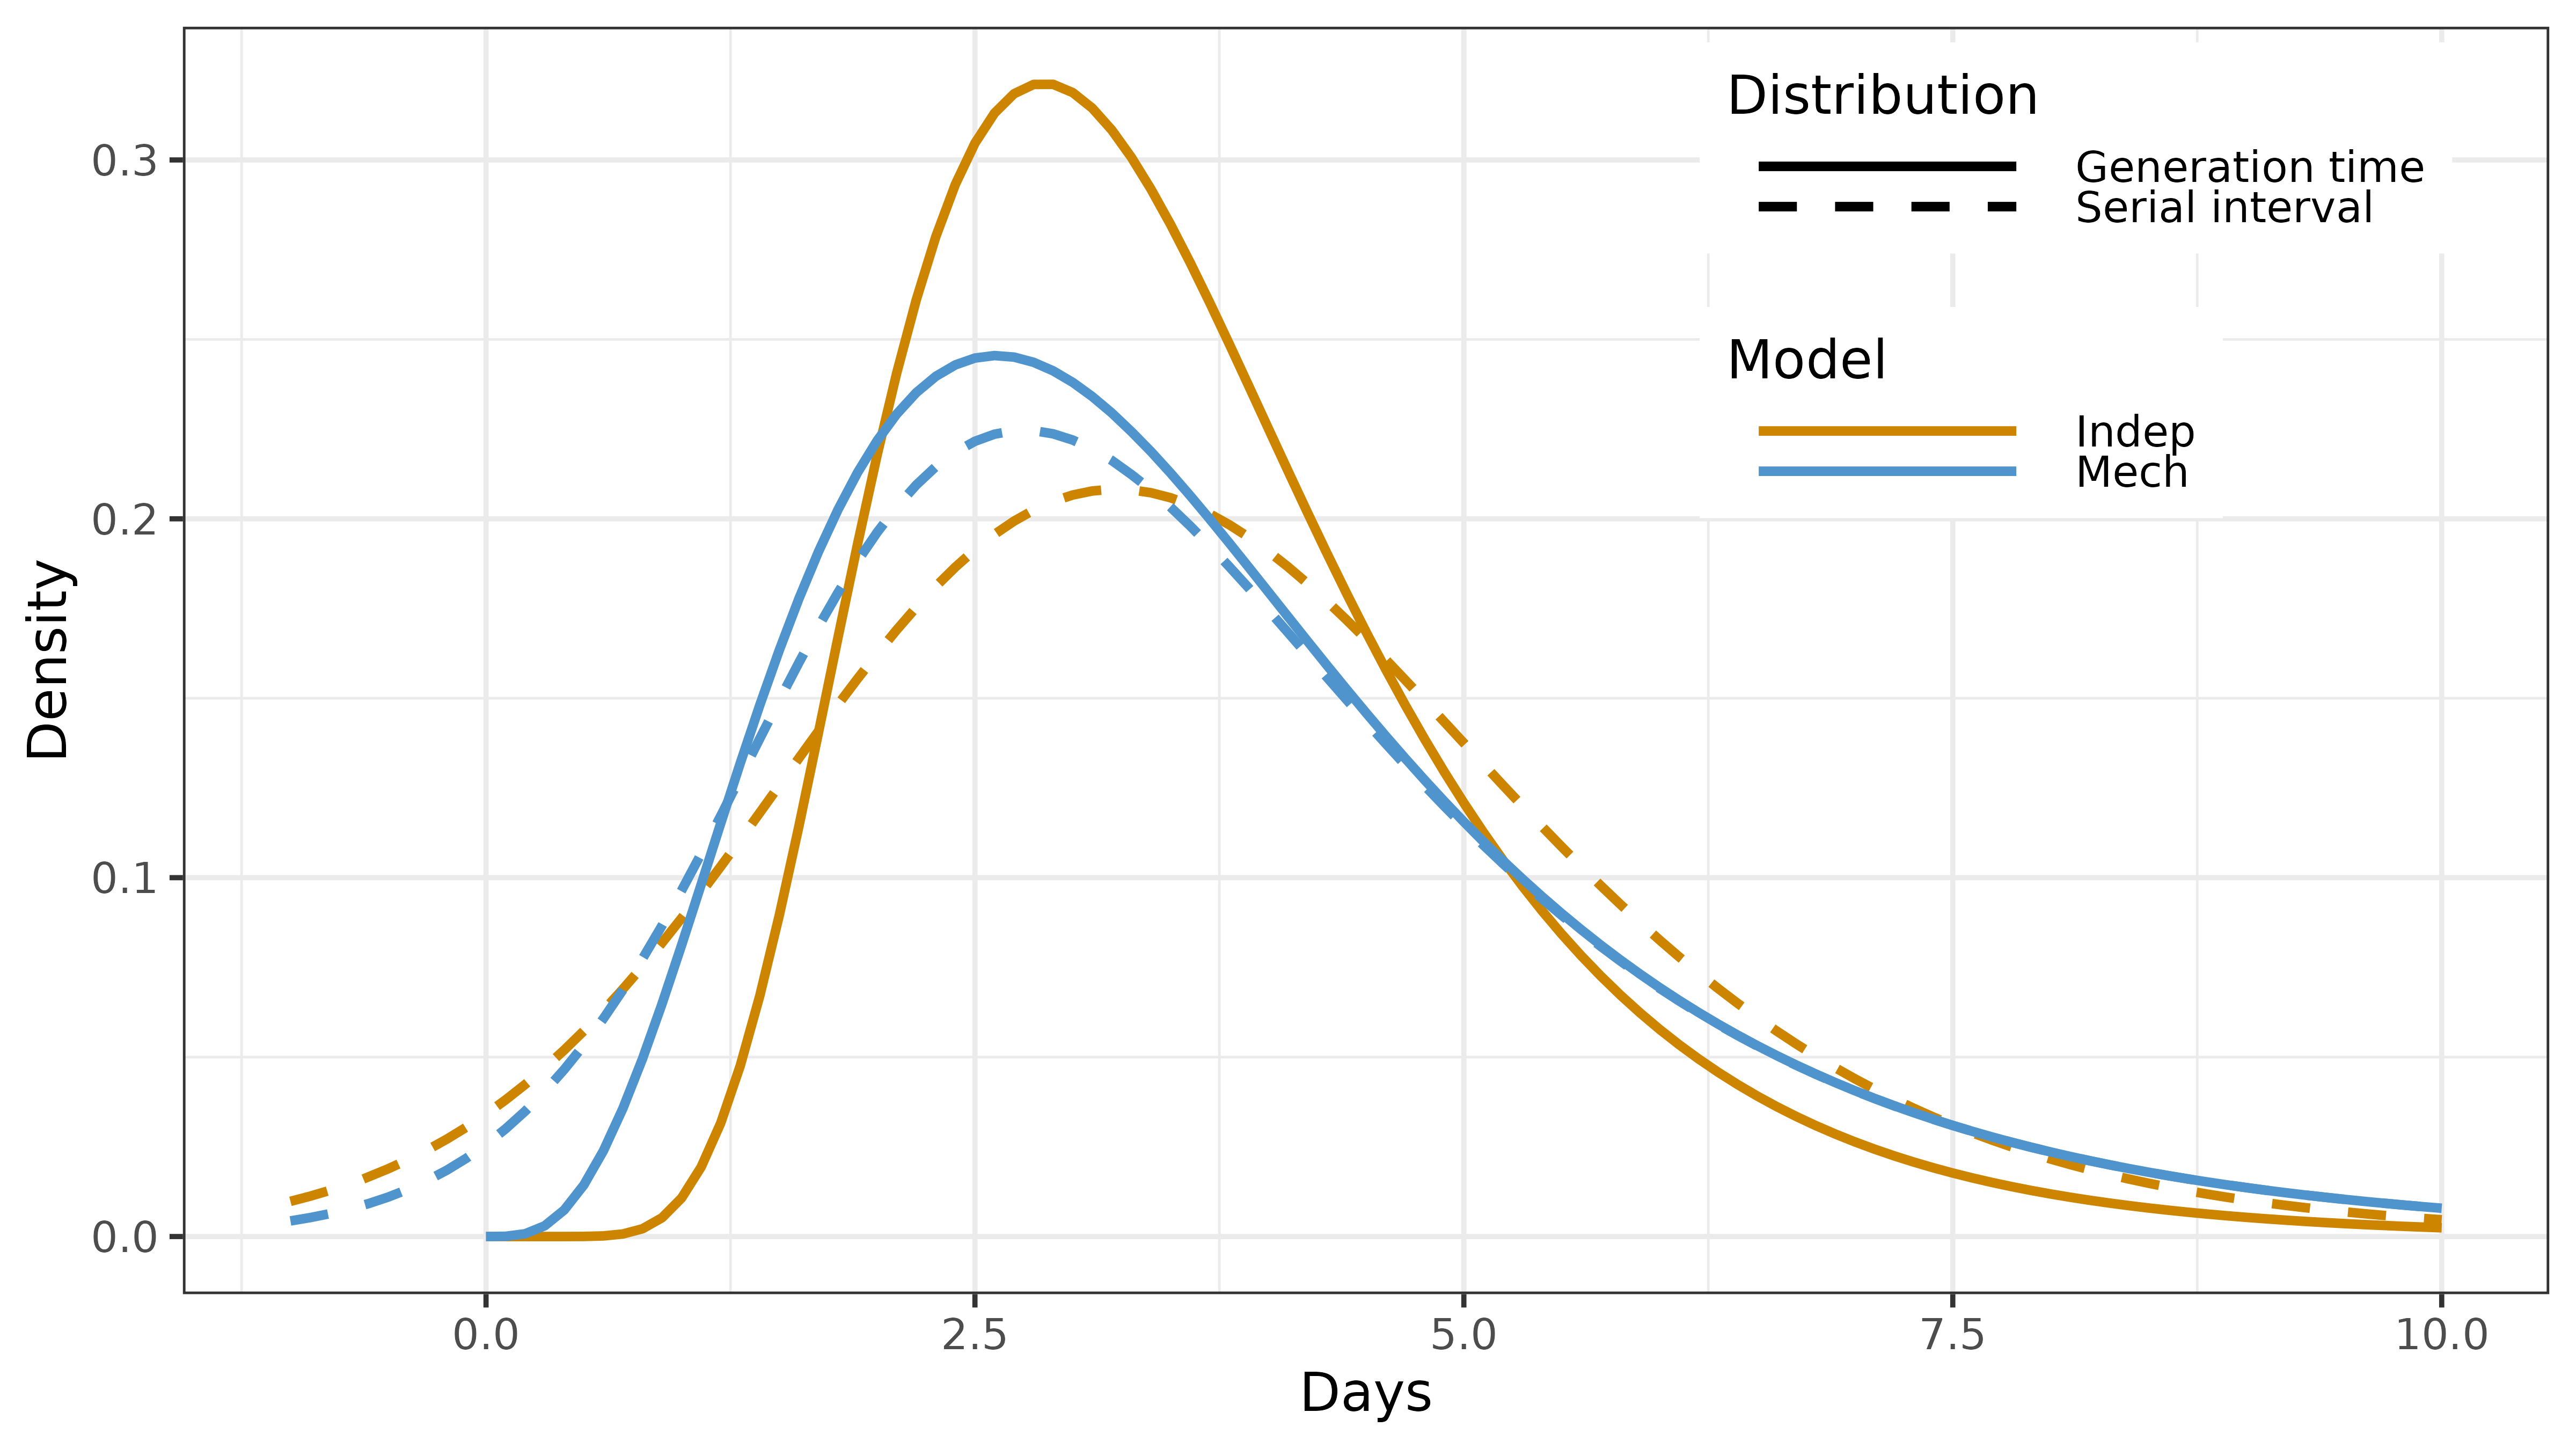 Distribution
Generation time
Serial interval
Model
Indep
Mech
Density
0.3
0.2
0.1
0.0
0.0 2.5 5.0 7.5 10.0
Days